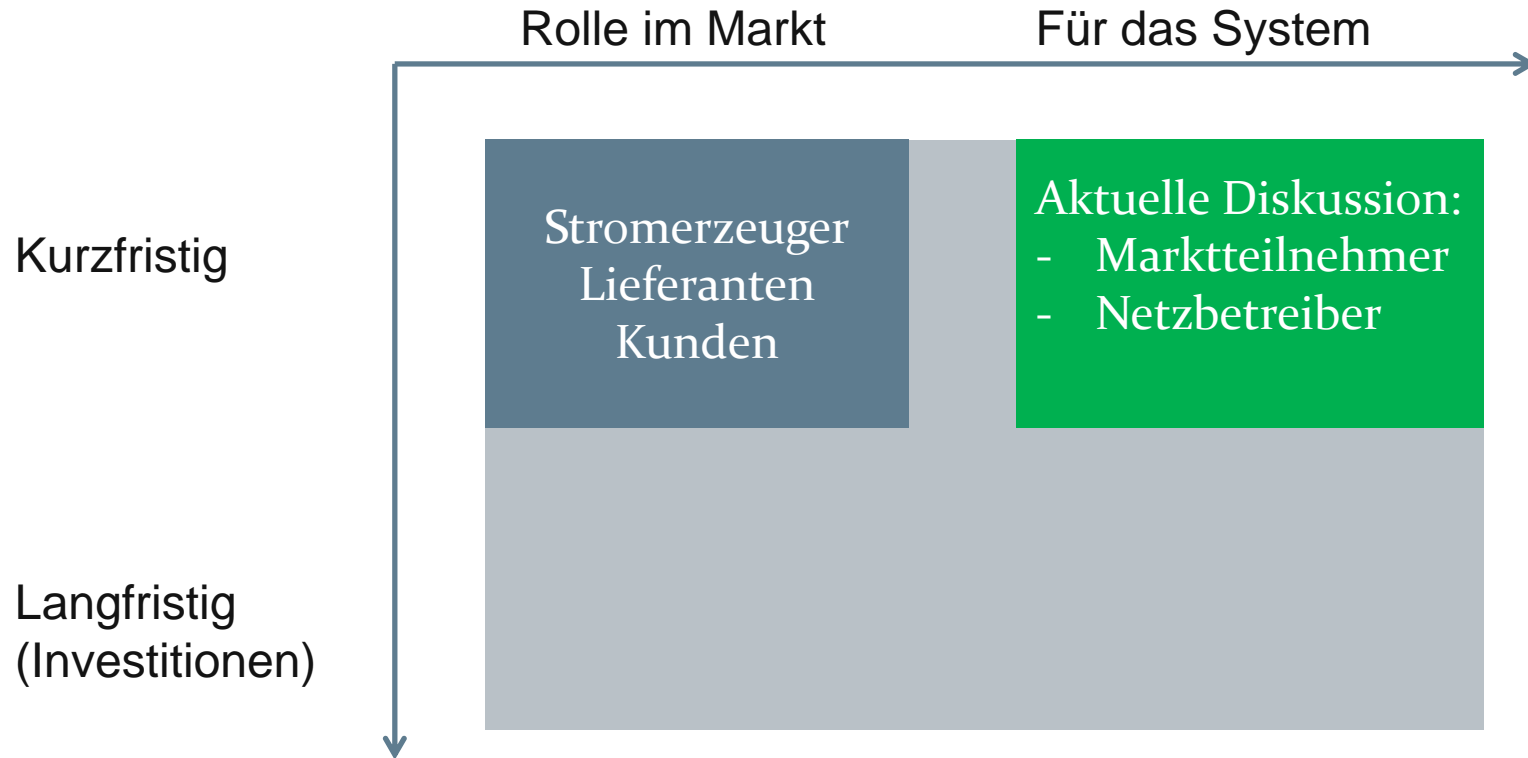 Rolle im Markt
Für das System
Kurzfristig
Stromerzeuger
Lieferanten
Kunden
Aktuelle Diskussion:
- Marktteilnehmer
- Netzbetreiber
Langfristig
(Investitionen)